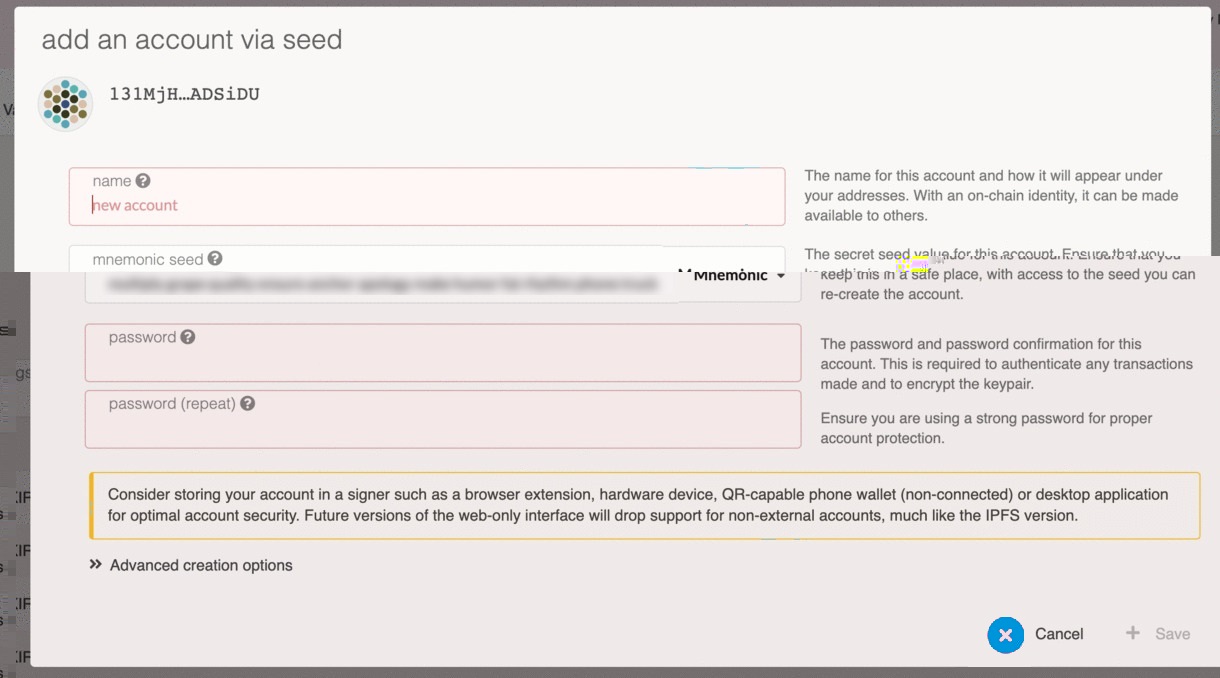 add an account via seed
131MjH…ADSiDU
name
new account
The name for this account and how it will appear under
your addresses. With an on-chain identity, it can be made
available to others.
mnemonic seed
Mnemonic
The secret seed value for this account. Ensure that you
keep this in a safe place, with access to the seed you can
re-create the account.
password
The password and password confirmation for this
account. This is required to authenticate any transactions
made and to encrypt the keypair.
password (repeat)
Ensure you are using a strong password for proper
account protection.
Consider storing your account in a signer such as a browser extension, hardware device, QR-capable phone wallet (non-connected) or desktop application
for optimal account security. Future versions of the web-only interface will drop support for non-external accounts, much like the IPFS version.
Advanced creation options
Cancel
Save